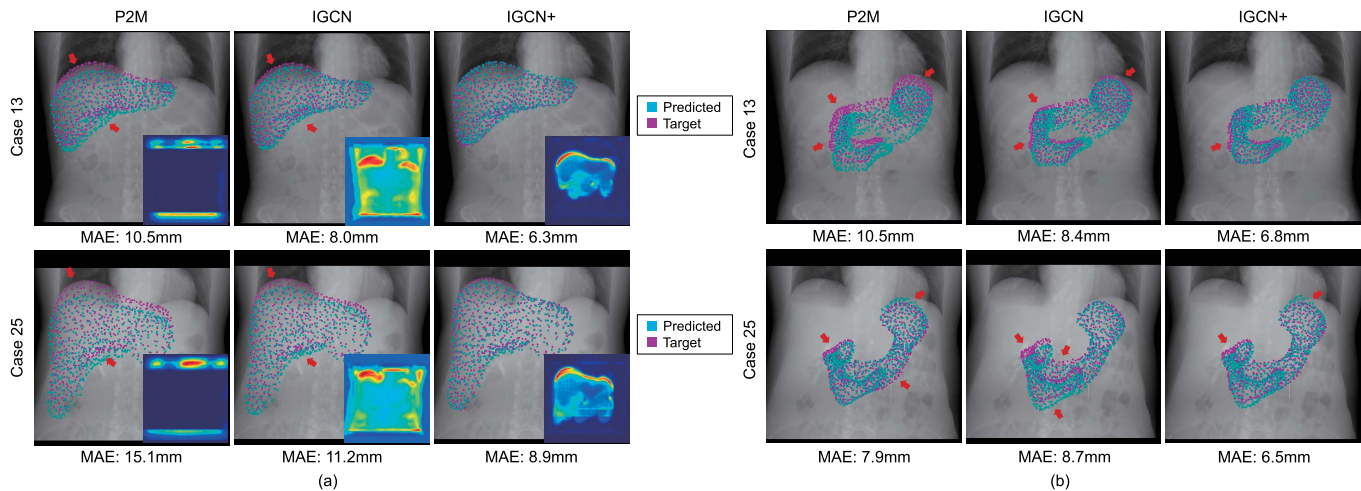 P2M IGCN IGCN+ P2M IGCN IGCN+
Case 13
Predicted
Target
Case 13
MAE: 10.5mm MAE: 8.0mm MAE: 6.3mm 10.5mm MAE: 8.4mm MAE: 6.8mm
Case 25
Predicted
Target
Case 25
MAE: 15.1mm MAE: 11.2mm MAE: 8.9mm MAE: 7.9mm MAE: 8.7mm MAE: 6.5mm
(a) (b)